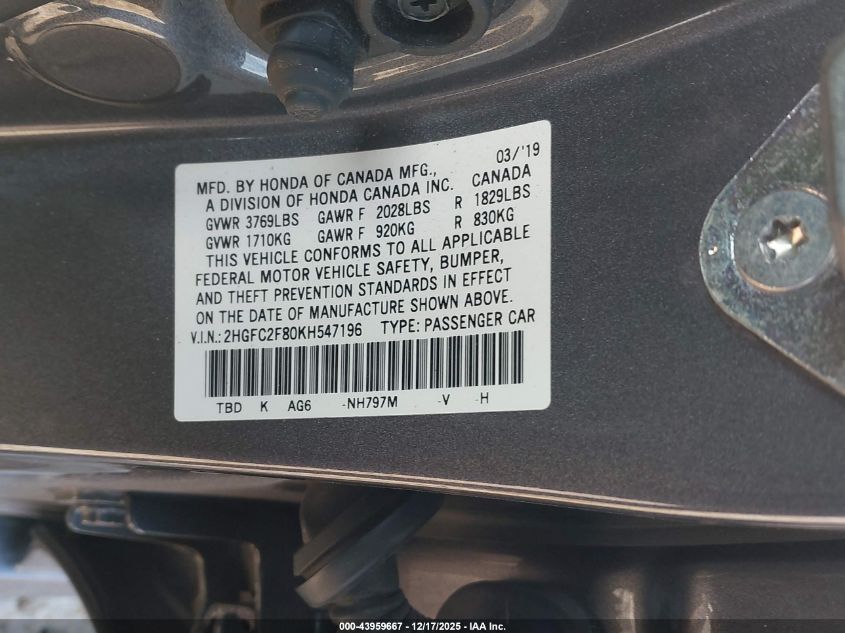 03/'19
MFD. BY HONDA OF CANADA MFG.,
A DIVISION OF HONDA CANADA INC. CANADA
GVWR 3769LBS GAWR F 2028LBS R 1829LBS
GVWR 1710KG GAWR F 920KG R 830KG
THIS VEHICLE CONFORMS TO ALL APPLICABLE
FEDERAL MOTOR VEHICLE SAFETY, BUMPER,
AND THEFT PREVENTION STANDARDS IN EFFECT
ON THE DATE OF MANUFACTURE SHOWN ABOVE.
V.I.N.: 2HGFC2F80KH547196 TYPE: PASSENGER CAR
TBD K AG6 -NH797M -V -H
000-43959667 - 12/17/2025 - IAA Inc.